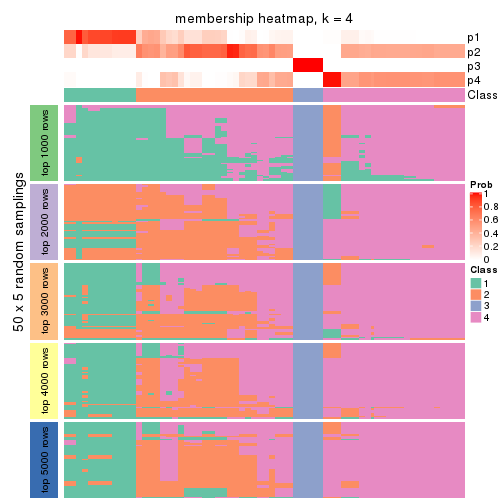 membership heatmap, k = 4
p1
p2
p3
p4
Class
50 x 5 random samplings
top 1000 rows
top 2000 rows
top 3000 rows
top 4000 rows
top 5000 rows
Prob
1
0.8
0.6
0.4
0.2
0
Class
1
2
3
4